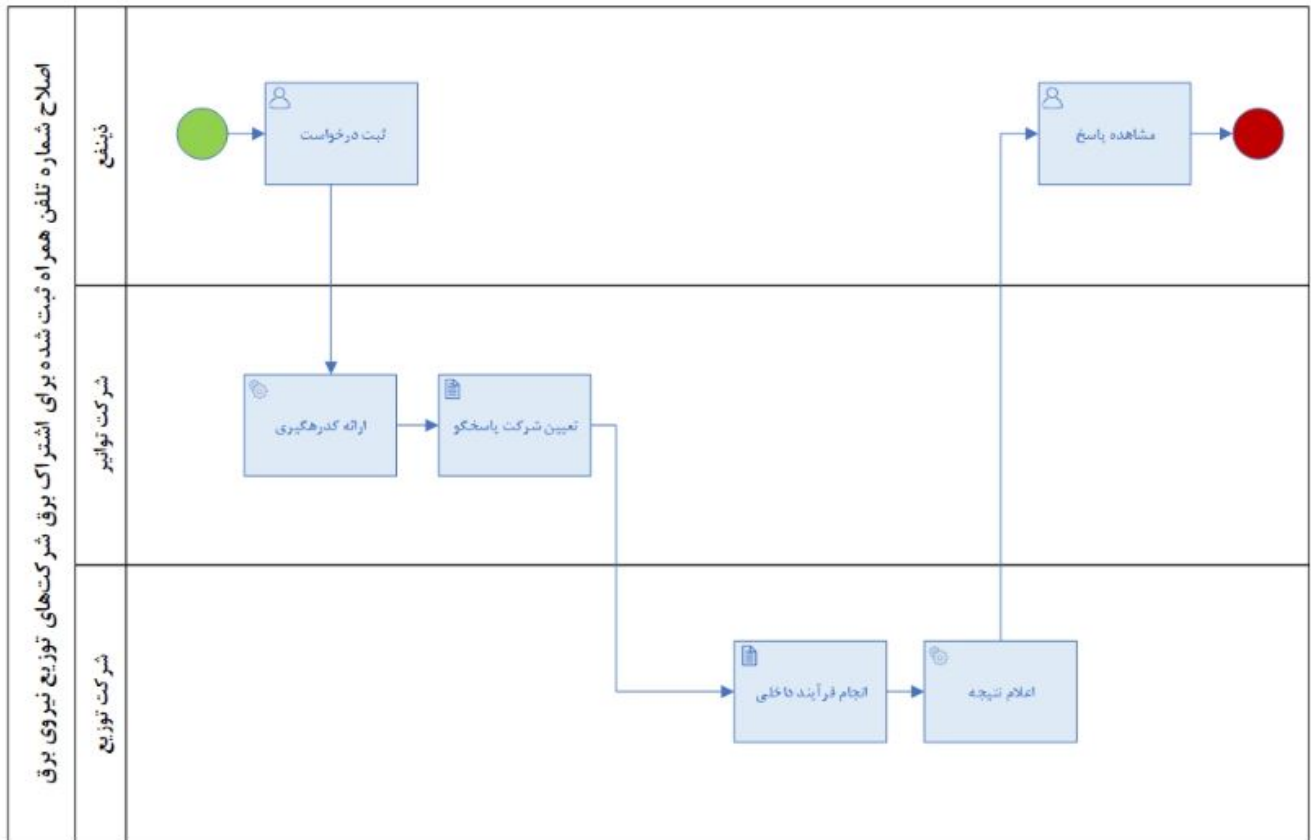 اصلاح شماره تلفن همراه ثبت شده برای اشتراک برق شرکت‌های توزیع نیروی برق
ذینفع
ثبت درخواست
مشاهده پاسخ
شرکت توانیر
ارائه کدرهگیری
تعیین شرکت پاسخگو
شرکت توزیع
انجام فرآیند داخلی
اعلام نتیجه